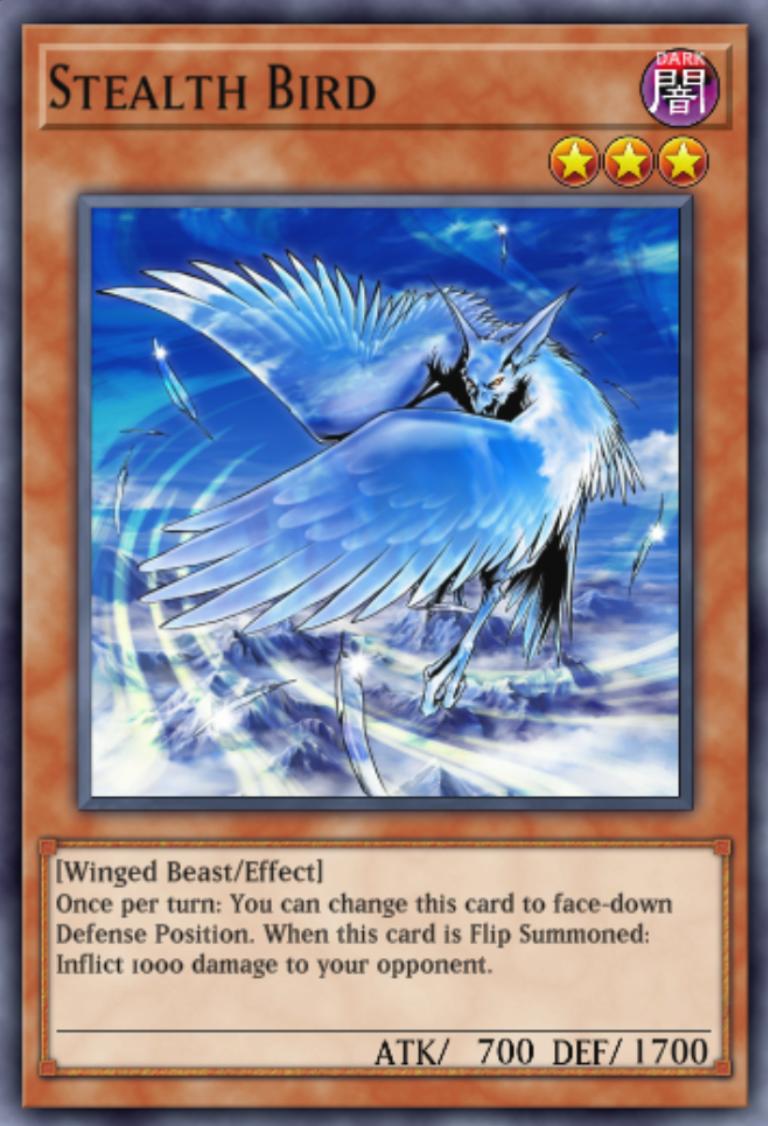 Stealth Bird
DARK
闇
[Winged Beast/Effect]
Once per turn: You can change this card to face-down
Defense Position. When this card is Flip Summoned:
Inflict 1000 damage to your opponent.
ATK/ 700 DEF/ 1700